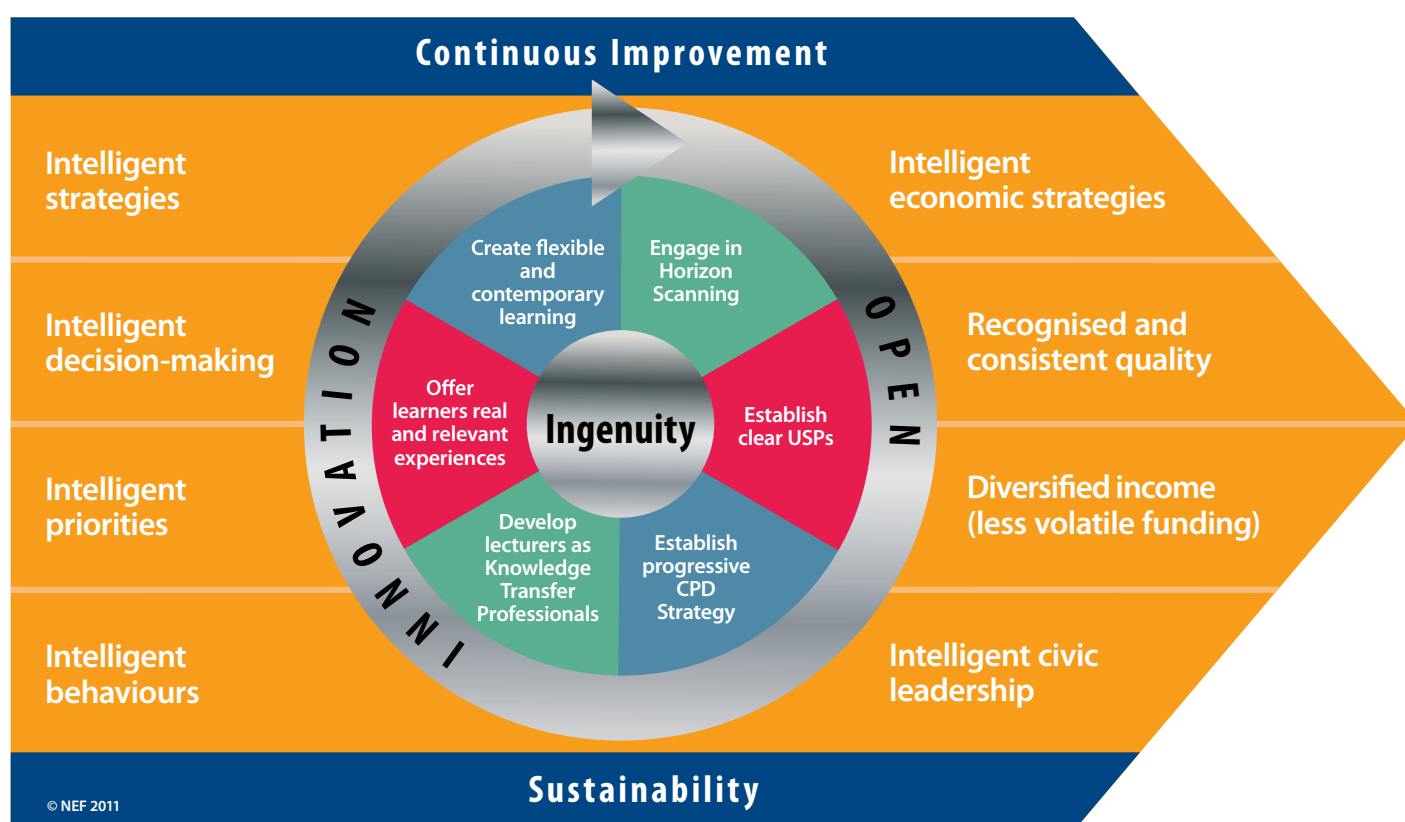 Continuous Improvement
Intelligent
strategies
Intelligent
decision-making
Intelligent
priorities
Intelligent
behaviours
OPEN
INNOVATION
Engage in
Horizon
Scanning
Establish
clear USPs
Establish
progressive
CPD
Strategy
Develop
lecturers as
Knowledge
Transfer
Professionals
Offer
learners real
and relevant
experiences
Create flexible
and
contemporary
learning
Ingenuity
Intelligent
economic strategies
Recognised and
consistent quality
Diversified income
(less volatile funding)
Intelligent civic
leadership
Sustainability
© NEF 2011